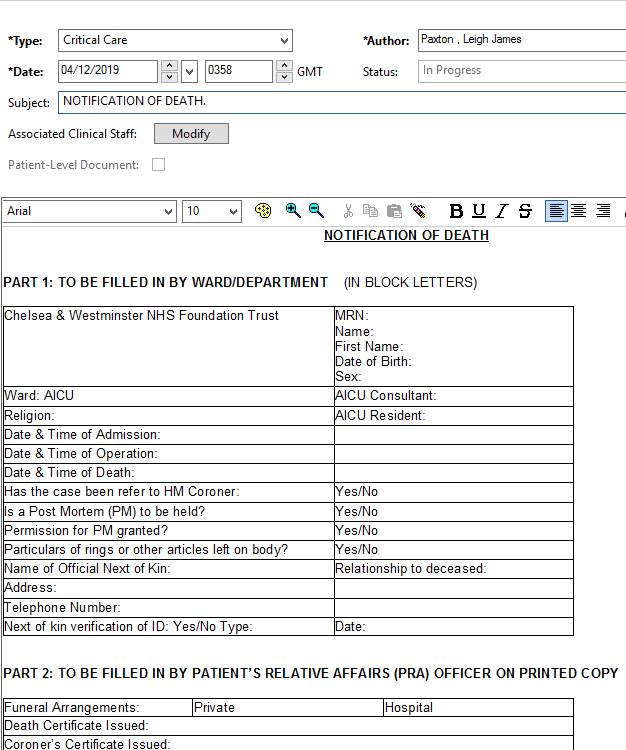 *Type: Critical Care *Author: Paxton , Leigh James
*Date: 04/12/2019 0358 GMT Status: In Progress
Subject: NOTIFICATION OF DEATH.
Associated Clinical Staff: Modify
Patient-Level Document:
Arial 10 B U I S
NOTIFICATION OF DEATH
PART 1: TO BE FILLED IN BY WARD/DEPARTMENT (IN BLOCK LETTERS)
Chelsea & Westminster NHS Foundation Trust MRN:
Name:
First Name:
Date of Birth:
Sex:
Ward: AICU AICU Consultant:
Religion: AICU Resident:
Date & Time of Admission:
Date & Time of Operation:
Date & Time of Death:
Has the case been refer to HM Coroner: Yes/No
Is a Post Mortem (PM) to be held? Yes/No
Permission for PM granted? Yes/No
Particulars of rings or other articles left on body? Yes/No
Name of Official Next of Kin: Relationship to deceased:
Address:
Telephone Number:
Next of kin verification of ID: Yes/No Type: Date:
PART 2: TO BE FILLED IN BY PATIENT'S RELATIVE AFFAIRS (PRA) OFFICER ON PRINTED COPY
Funeral Arrangements: Private Hospital
Death Certificate Issued:
Coroner's Certificate Issued: